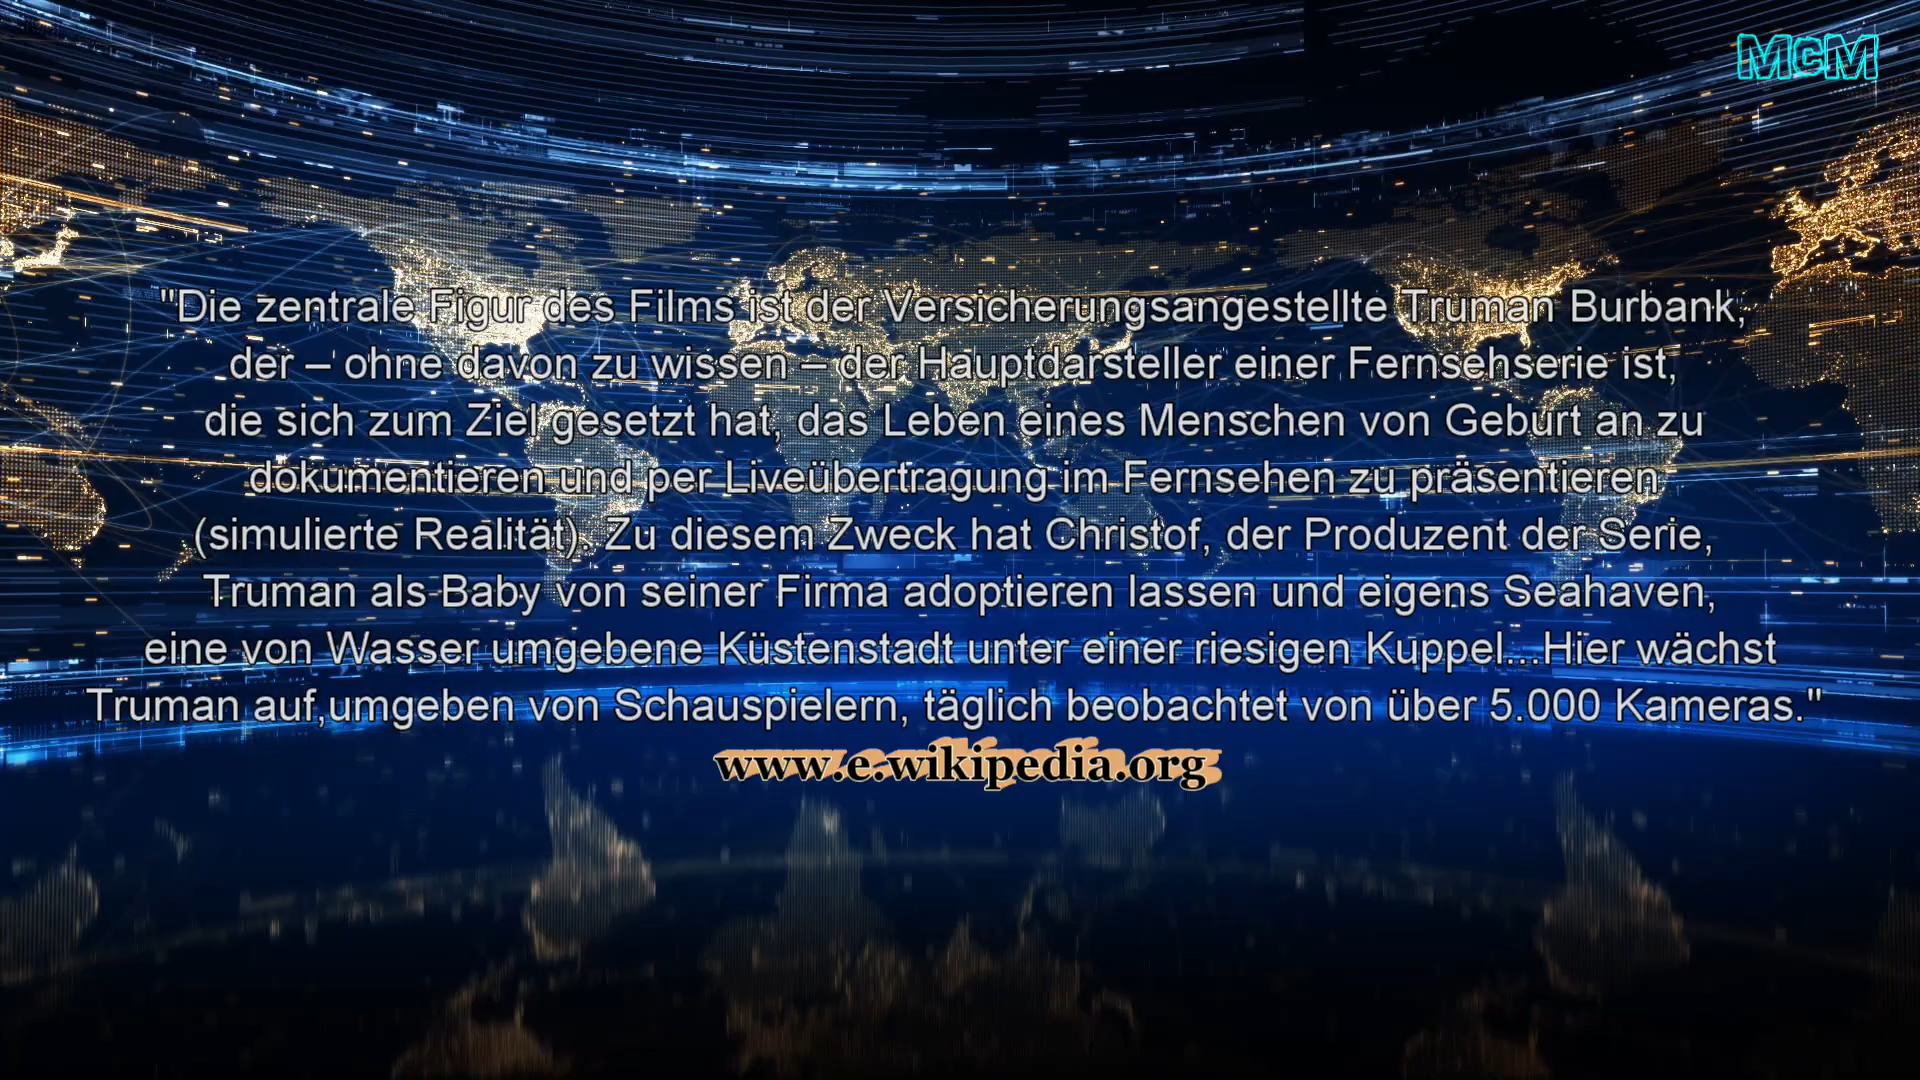 MCM
"Die zentrale Figur des Films ist der Versicherungsangestellte Truman Burbank,
der – ohne davon zu wissen – der Hauptdarsteller einer Fernsehserie ist,
die sich zum Ziel gesetzt hat, das Leben eines Menschen von Geburt an zu
dokumentieren und per Liveübertragung im Fernsehen zu präsentieren
(simulierte Realität). Zu diesem Zweck hat Christof, der Produzent der Serie,
Truman als Baby von seiner Firma adoptieren lassen und eigens Seahaven,
eine von Wasser umgebene Küstenstadt unter einer riesigen Kuppel...Hier wächst
Truman auf,umgeben von Schauspielern, täglich beobachtet von über 5.000 Kameras."
www.e.wikipedia.org